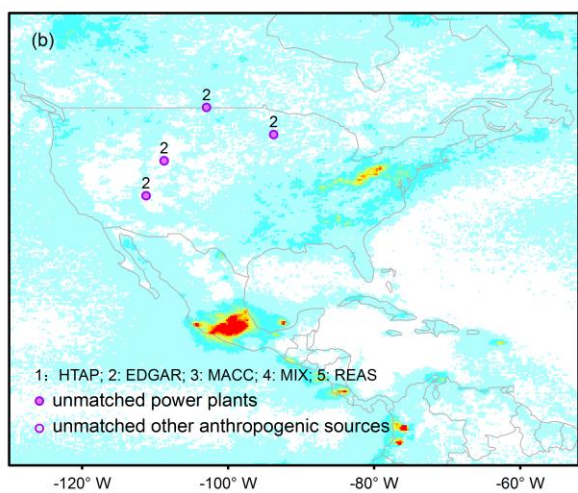 (b)
2
2
2
2
1: HTAP; 2: EDGAR; 3: MACC; 4: MIX; 5: REAS
unmatched power plants
unmatched other anthropogenic sources
-120° W -100° W -80° W -60° W